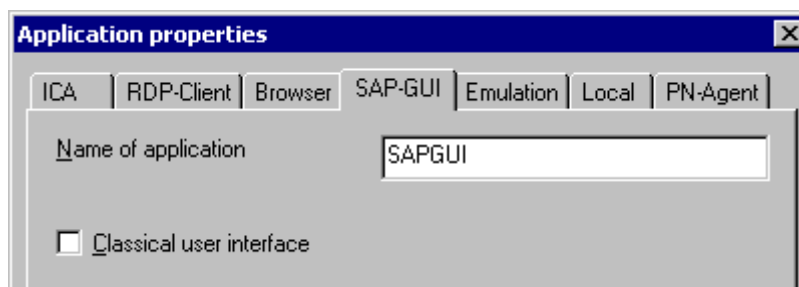 Application properties
ICA RDP-Client Browser SAP-GUI Emulation Local PN-Agent
Name of application SAPGUI
Classical user interface